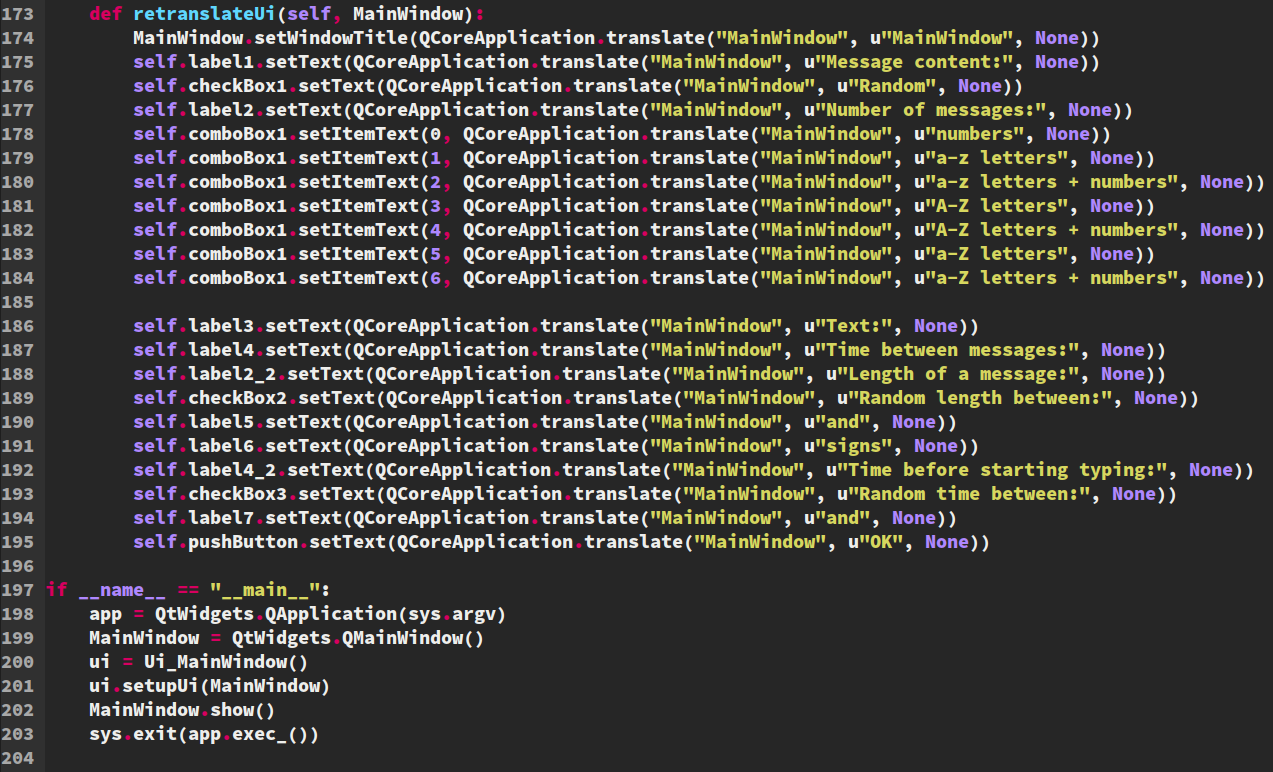 173     def retranslateUi(self, MainWindow):
174         MainWindow.setWindowTitle(QCoreApplication.translate("MainWindow", u"MainWindow", None))
175         self.label1.setText(QCoreApplication.translate("MainWindow", u"Message content:", None))
176         self.checkBox1.setText(QCoreApplication.translate("MainWindow", u"Random", None))
177         self.label2.setText(QCoreApplication.translate("MainWindow", u"Number of messages:", None))
178         self.comboBox1.setItemText(0, QCoreApplication.translate("MainWindow", u"numbers", None))
179         self.comboBox1.setItemText(1, QCoreApplication.translate("MainWindow", u"a-z letters", None))
180         self.comboBox1.setItemText(2, QCoreApplication.translate("MainWindow", u"a-z letters + numbers", None))
181         self.comboBox1.setItemText(3, QCoreApplication.translate("MainWindow", u"A-Z letters", None))
182         self.comboBox1.setItemText(4, QCoreApplication.translate("MainWindow", u"A-Z letters + numbers", None))
183         self.comboBox1.setItemText(5, QCoreApplication.translate("MainWindow", u"a-Z letters", None))
184         self.comboBox1.setItemText(6, QCoreApplication.translate("MainWindow", u"a-Z letters + numbers", None))
185
186         self.label3.setText(QCoreApplication.translate("MainWindow", u"Text:", None))
187         self.label4.setText(QCoreApplication.translate("MainWindow", u"Time between messages:", None))
188         self.label2_2.setText(QCoreApplication.translate("MainWindow", u"Length of a message:", None))
189         self.checkBox2.setText(QCoreApplication.translate("MainWindow", u"Random length between:", None))
190         self.label5.setText(QCoreApplication.translate("MainWindow", u"and", None))
191         self.label6.setText(QCoreApplication.translate("MainWindow", u"signs", None))
192         self.label4_2.setText(QCoreApplication.translate("MainWindow", u"Time before starting typing:", None))
193         self.checkBox3.setText(QCoreApplication.translate("MainWindow", u"Random time between:", None))
194         self.label7.setText(QCoreApplication.translate("MainWindow", u"and", None))
195         self.pushButton.setText(QCoreApplication.translate("MainWindow", u"OK", None))
196
197 if __name__ == "__main__":
198     app = QtWidgets.QApplication(sys.argv)
199     MainWindow = QtWidgets.QMainWindow()
200     ui = Ui_MainWindow()
201     ui.setupUi(MainWindow)
202     MainWindow.show()
203     sys.exit(app.exec_())
204